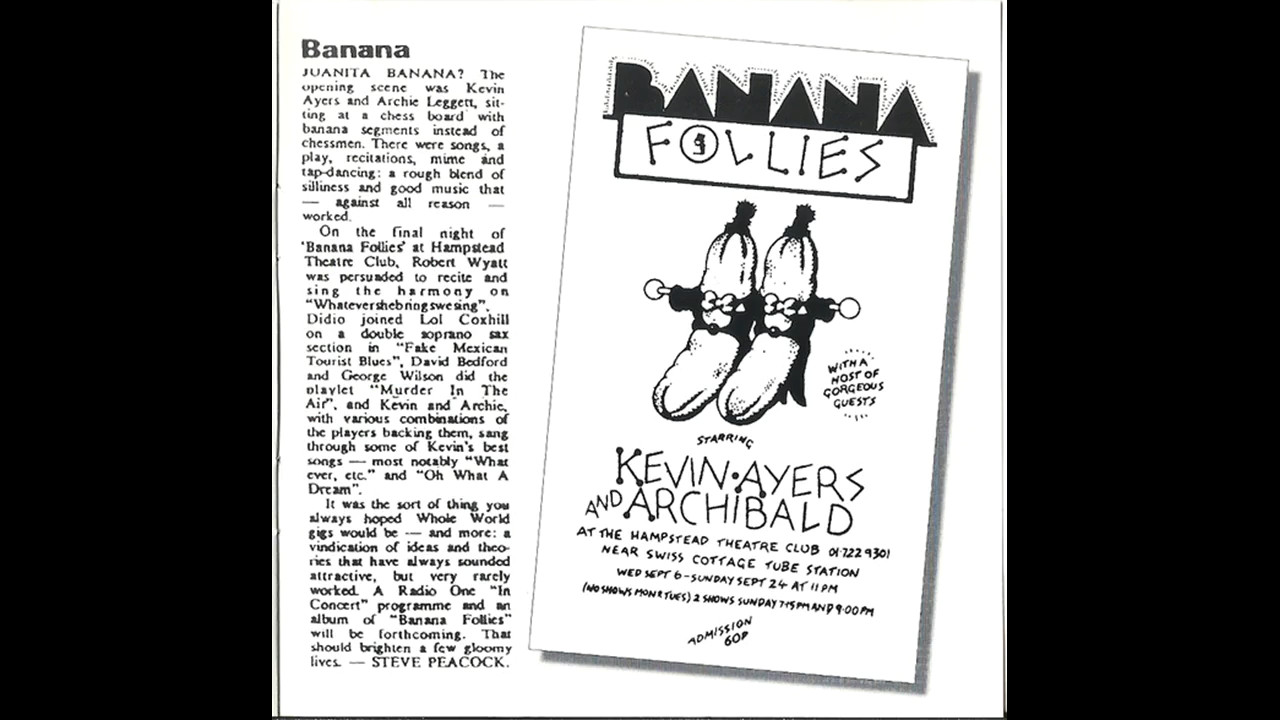 Banana
JUANITA BANANA? The
opening scene was Kevin
Ayers and Archie Leggett, sit-
ting at a chess board with
banana segments instead of
chessmen. There were songs, a
play, recitations, mime and
tap-dancing: a rough blend of
silliness and good music that
— against all reason —
worked.
On the final night of
'Banana Follies' at Hampstead
Theatre Club, Robert Wyatt
was persuaded to recite and
sing the harmony on
"Whatevershebringswesing",
Didio joined Lol Coxhill
on a double soprano sax
section in "Fake Mexican
Tourist Blues", David Bedford
and George Wilson did the
playlet "Murder In The
Air", and Kevin and Archie,
with various combinations of
the players backing them, sang
through some of Kevin's best
songs — most notably "What
ever, etc." and "Oh What A
Dream".
It was the sort of thing you
always hoped Whole World
gigs would be — and more: a
vindication of ideas and theo-
ries that have always sounded
attractive, but very rarely
worked. A Radio One "In
Concert" programme and an
album of "Banana Follies"
will be forthcoming. That
should brighten a few gloomy
lives. — STEVE PEACOCK.
BANANA
FOLLIES
WITH A
HOST OF
GORGEOUS
GUESTS
STARRING
KEVIN·AYERS
AND ARCHIBALD
AT THE HAMPSTEAD THEATRE CLUB 01·722 9301
NEAR SWISS COTTAGE TUBE STATION
WED SEPT 6-SUNDAY SEPT 24 AT 11 PM
(NO SHOWS MON & TUES) 2 SHOWS SUNDAY 7·15 PM AND 9·00 PM
ADMISSION
60P